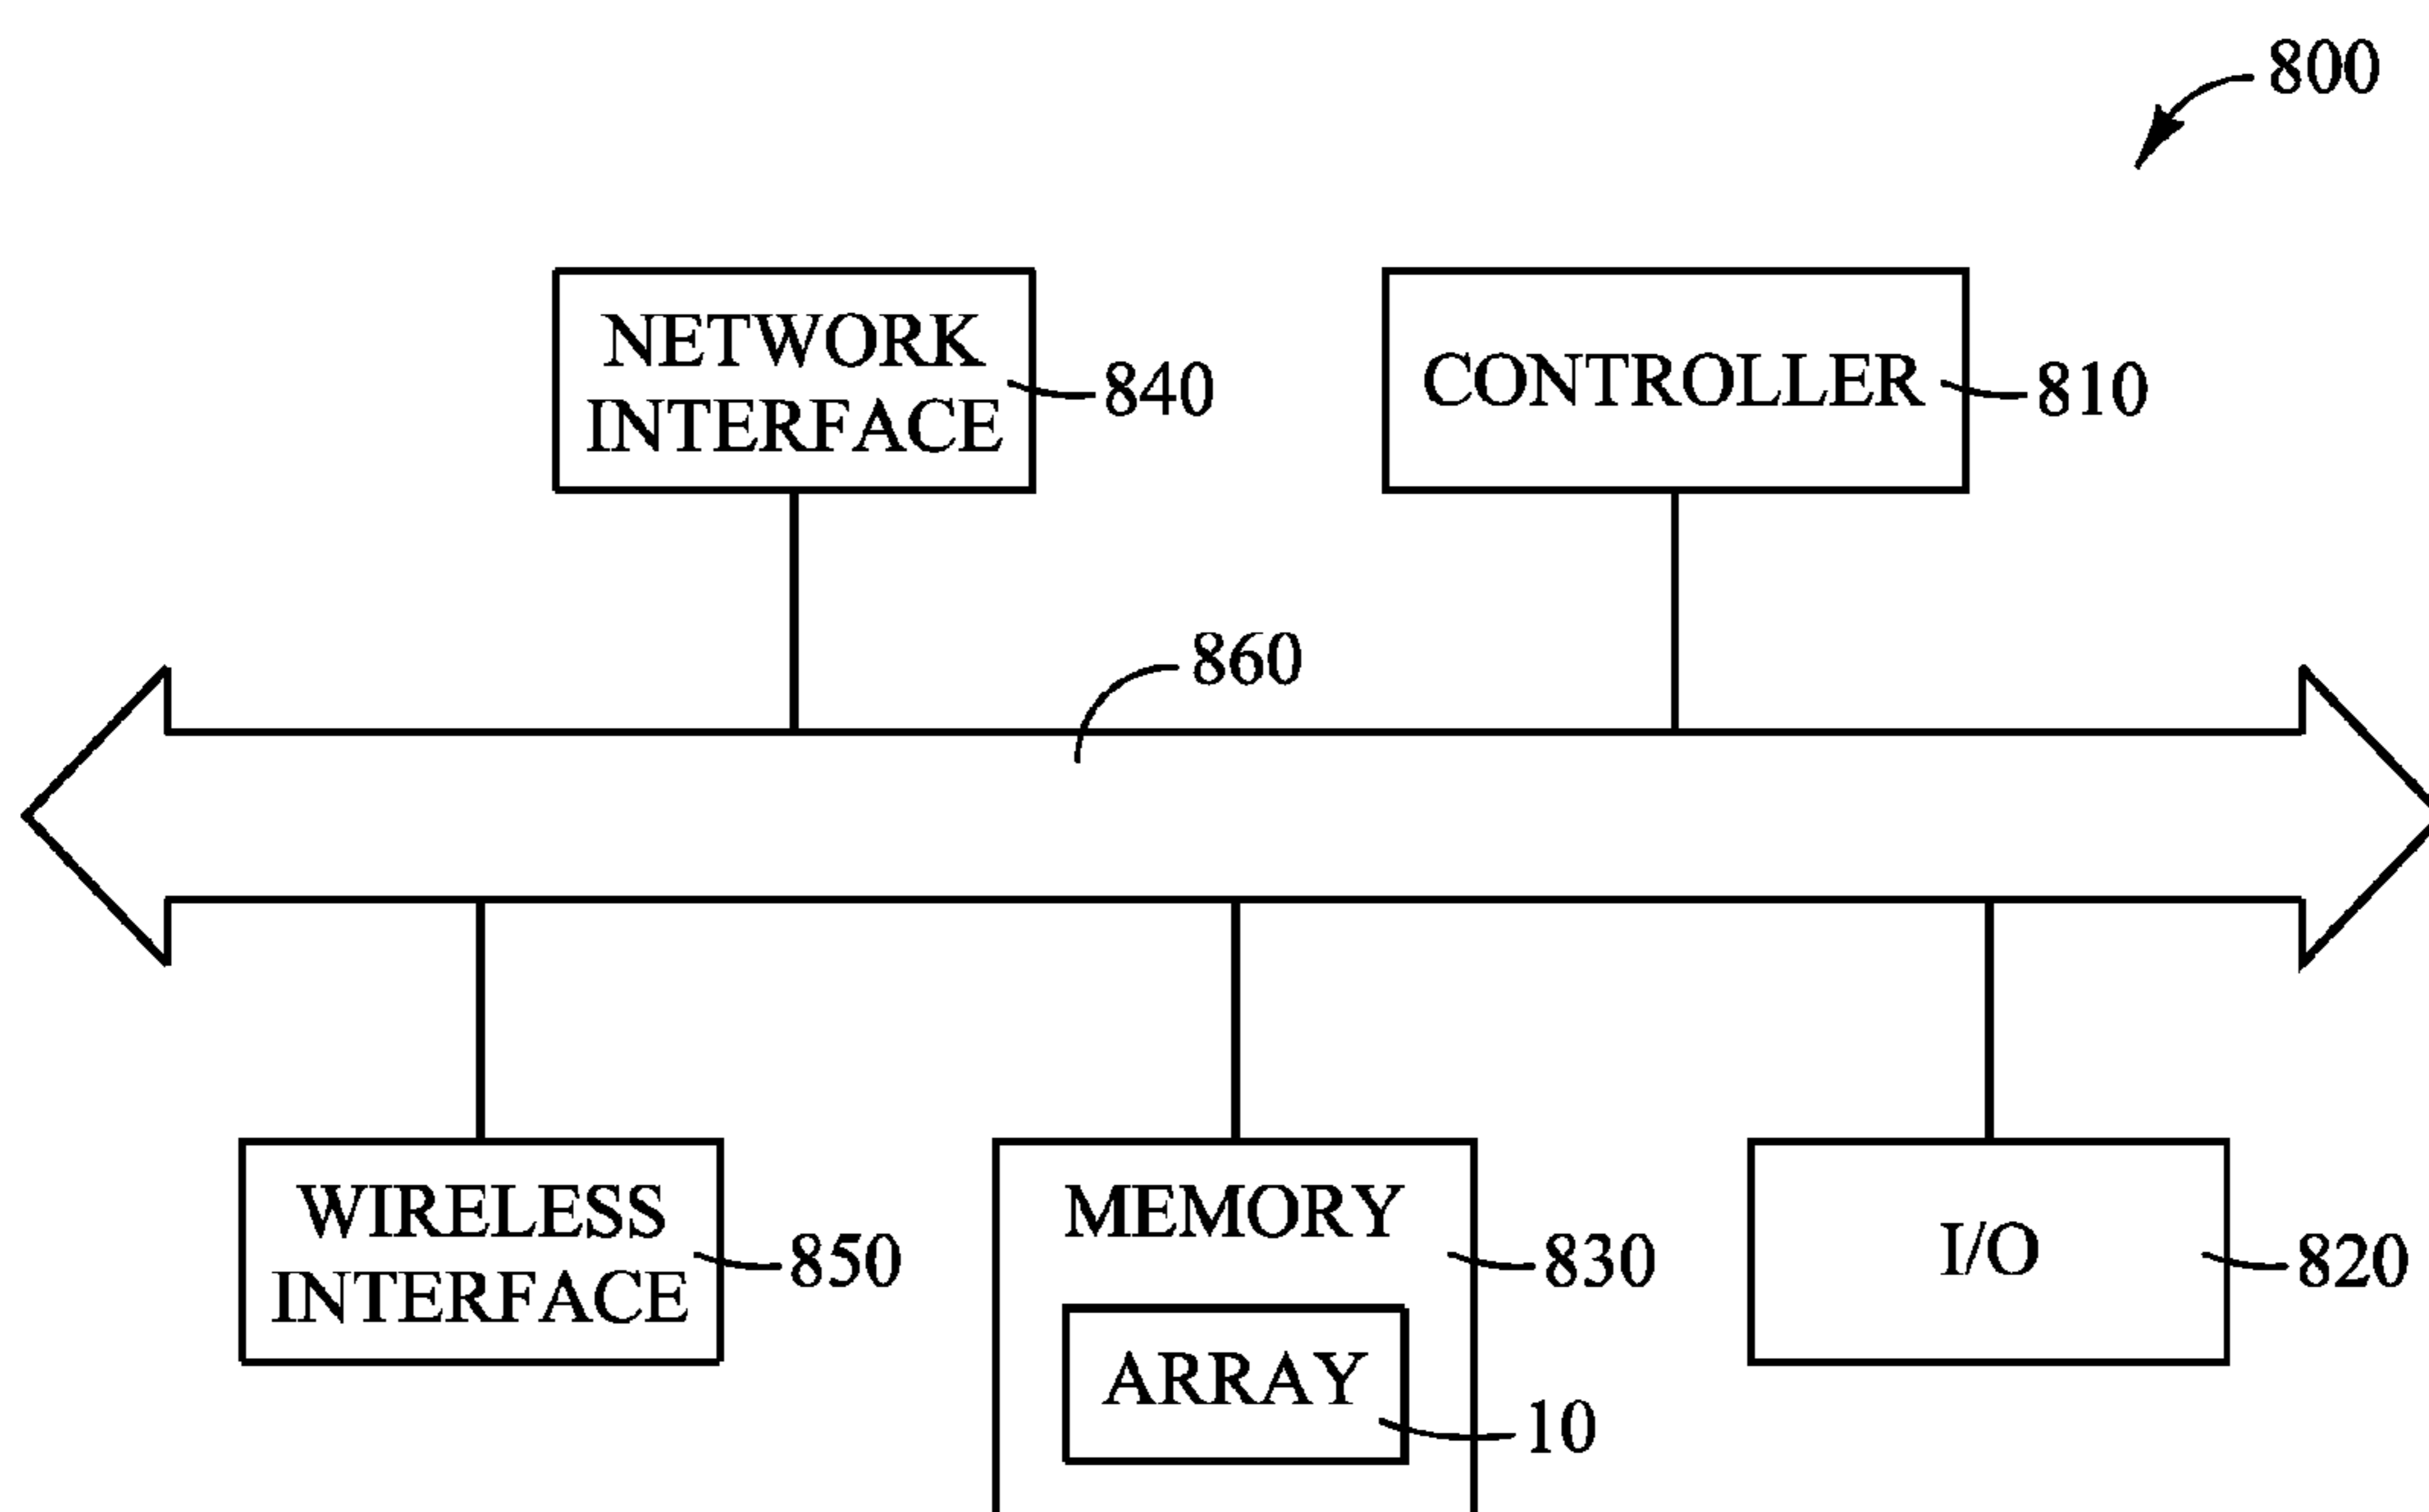 800
NETWORK
INTERFACE
840
CONTROLLER
810
860
WIRELESS
INTERFACE
850
MEMORY
830
ARRAY
10
I/O
820